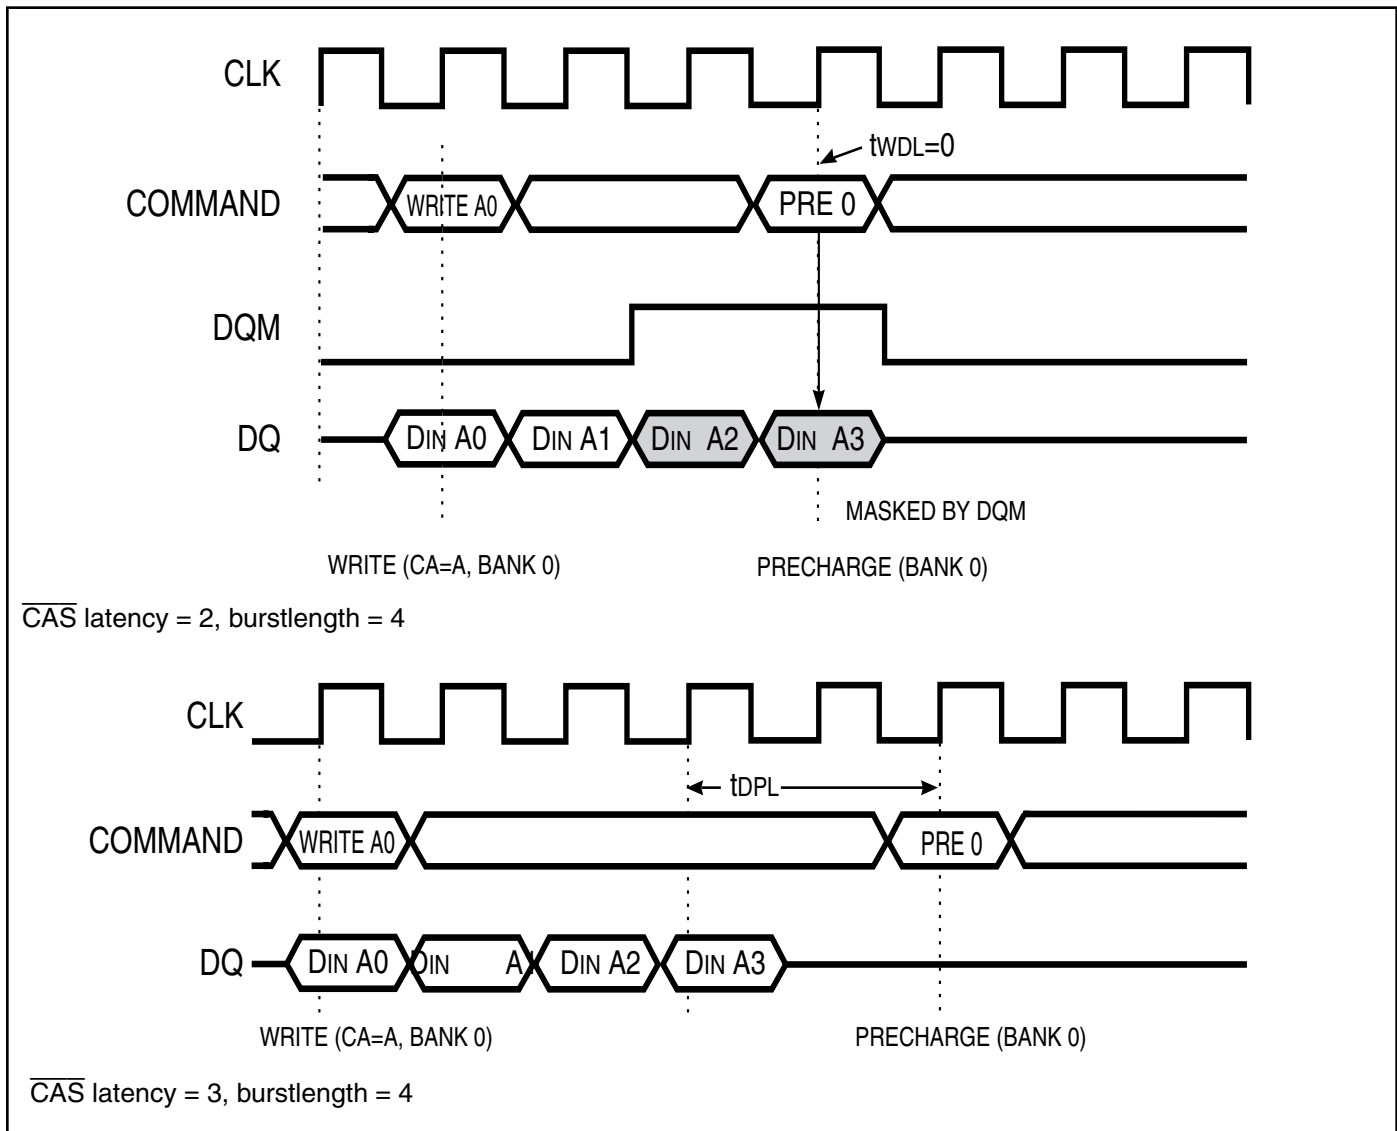 CLK
tWDL=0
COMMAND WRITE A0 PRE 0
DQM
DQ DIN A0 DIN A1 DIN A2 DIN A3
MASKED BY DQM
WRITE (CA=A, BANK 0) PRECHARGE (BANK 0)
CAS latency = 2, burstlength = 4
CLK
tDPL
COMMAND WRITE A0 PRE 0
DQ DIN A0 DIN A DIN A2 DIN A3
WRITE (CA=A, BANK 0) PRECHARGE (BANK 0)
CAS latency = 3, burstlength = 4